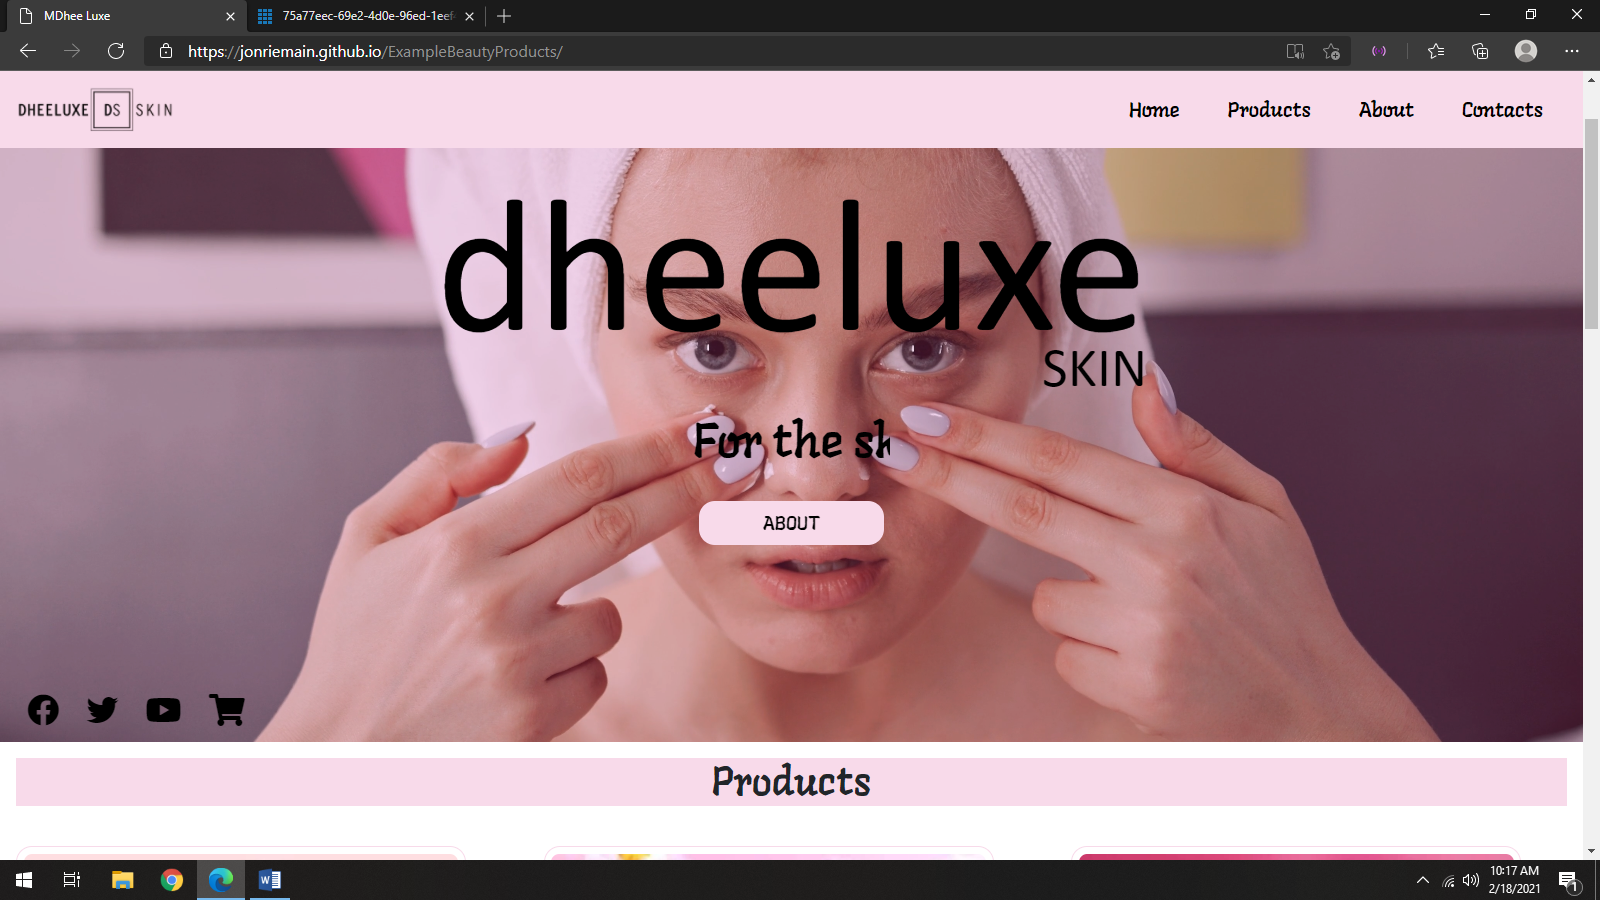 MDhee Luxe
75a77eec-69e2-4d0e-96ed-1eef
https://jonriemain.github.io/ExampleBeautyProducts/
DHEELUXE DS SKIN
Home Products About Contacts
dheeluxe
SKIN
For the sk
ABOUT
Products
10:17 AM
2/18/2021
1